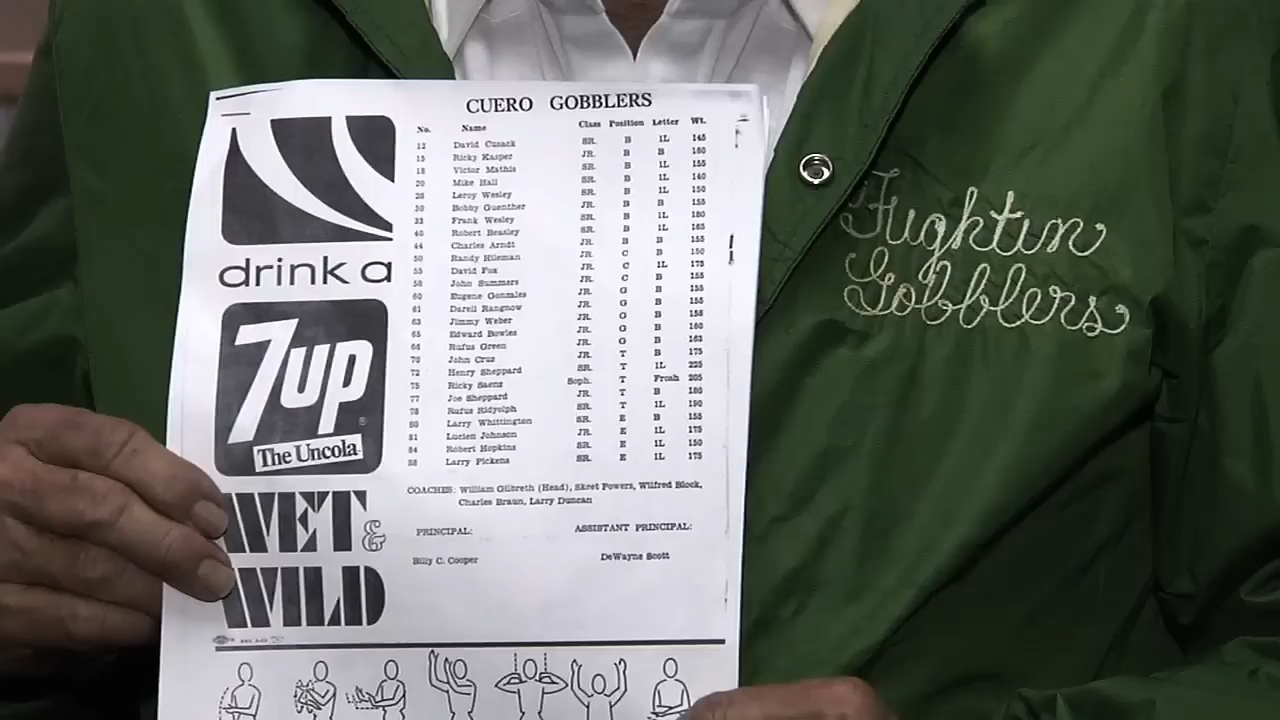 CUERO GOBBLERS
No. Name Class Position Letter Wt.
12 David Cusack SR. B 1L 145
15 Ricky Kasper JR. B B 160
18 Victor Mathis SR. B 1L 155
20 Mike Hall SR. B 1L 140
28 Leroy Wesley SR. B 1L 150
30 Bobby Guenther JR. B B 155
33 Frank Wesley SR. B 1L 180
40 Robert Beasley SR. B 1L 165
44 Charles Arndt JR. B B 155
50 Randy Hileman JR. C B 150
55 David Fox JR. C 1L 175
58 John Summers JR. C B 155
60 Eugene Gonzales JR. G B 155
61 Darell Rangnow JR. G B 155
63 Jimmy Weber JR. G B 158
65 Edward Bowles JR. G B 160
66 Rufus Green JR. G B 163
70 John Cruz JR. T B 175
72 Henry Sheppard SR. T 1L 225
75 Ricky Saenz Soph. T Frosh 205
77 Joe Sheppard JR. T B 180
78 Rufus Ridyolph SR. T 1L 190
80 Larry Whittington SR. E B 155
81 Lucien Johnson JR. E 1L 175
84 Robert Hopkins SR. E 1L 150
88 Larry Pickens SR. E 1L 175
COACHES: William Gilbreth (Head), Skeet Powers, Wilfred Block,
Charles Braun, Larry Duncan
PRINCIPAL: ASSISTANT PRINCIPAL:
Billy C. Cooper DeWayne Scott
drink a
7up
The Uncola
WET &
WILD
Fightin
Gobblers